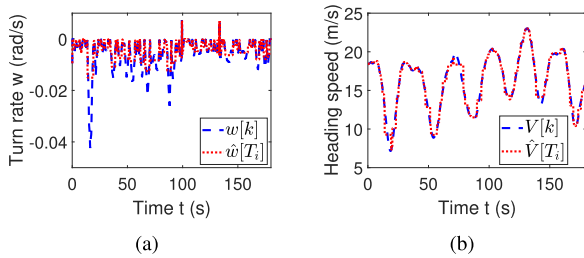 Turn rate w (rad/s)
0
-0.02
-0.04
w[k]
ŵ[T_i]
0 50 100 150
Time t (s)
(a)
Heading speed (m/s)
25
20
15
10
5
V[k]
V̂[T_i]
0 50 100 150
Time t (s)
(b)